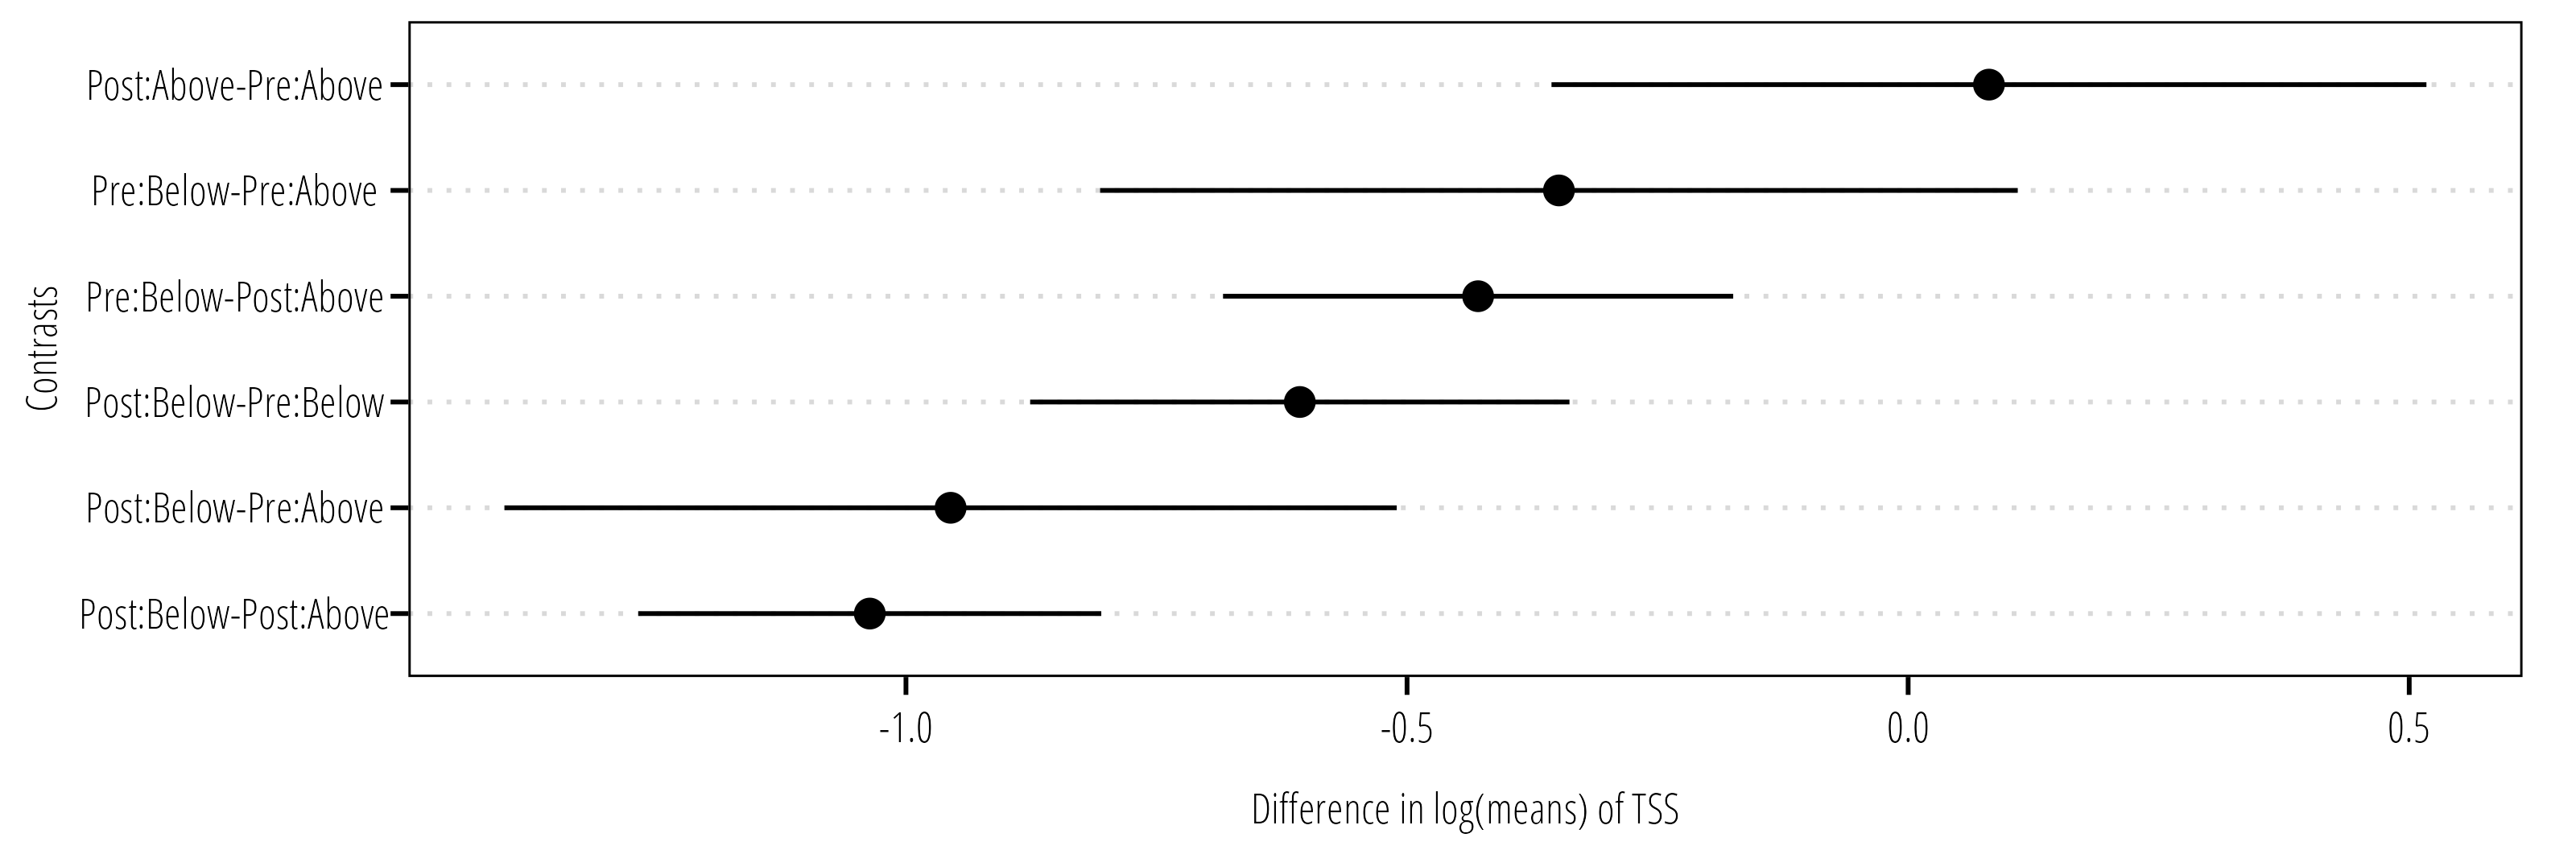 Contrasts
Post:Above-Pre:Above
Pre:Below-Pre:Above
Pre:Below-Post:Above
Post:Below-Pre:Below
Post:Below-Pre:Above
Post:Below-Post:Above
-1.0 -0.5 0.0 0.5
Difference in log(means) of TSS